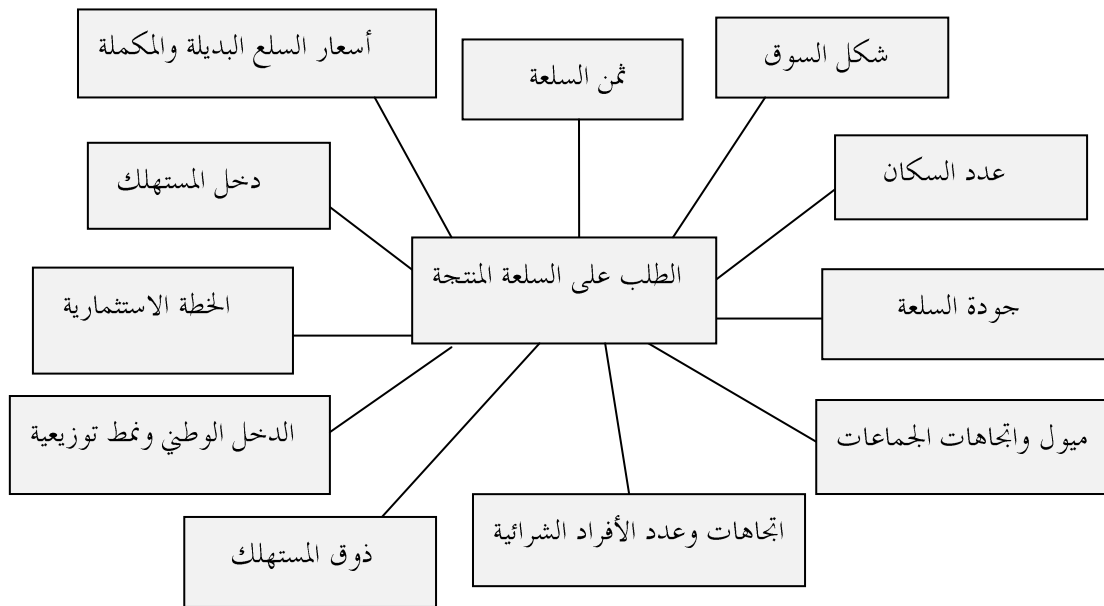 شكل السوق
ثمن السلعة
أسعار السلع البديلة والمكملة
عدد السكان
دخل المستهلك
الطلب على السلعة المنتجة
جودة السلعة
الخطة الاستثمارية
ميول واتجاهات الجماعات
الدخل الوطني ونمط توزيعية
اتجاهات وعدد الأفراد الشرائية
ذوق المستهلك